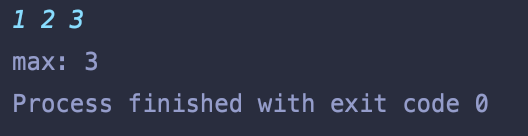 1 2 3
max: 3
Process finished with exit code 0